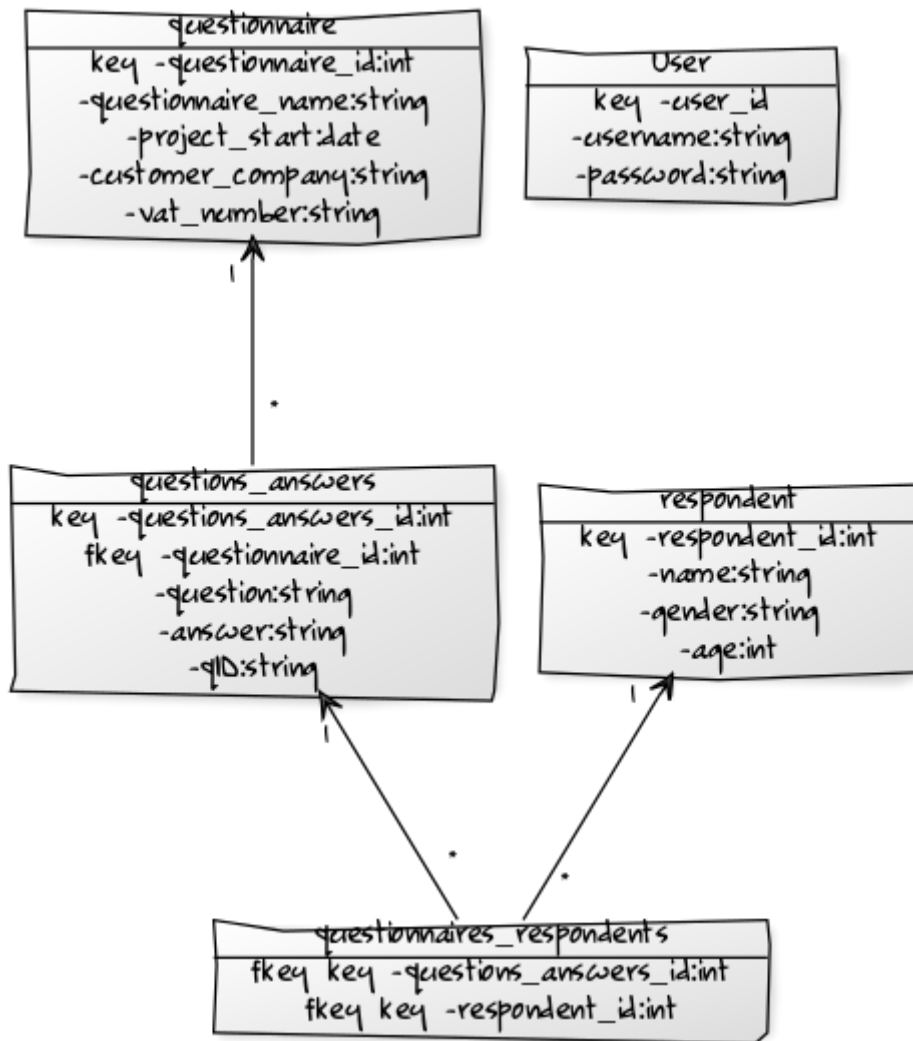 questionnaire
key -questionnaire_id:int
-questionnaire_name:string
-project_start:date
-customer_company:string
-vat_number:string
User
key -user_id
-username:string
-password:string
1
*
questions_answers
key -questions_answers_id:int
fkey -questionnaire_id:int
-question:string
-answer:string
-qID:string
respondent
key -respondent_id:int
-name:string
-gender:string
-age:int
1
1
*
*
questionnaires_respondents
fkey key -questions_answers_id:int
fkey key -respondent_id:int